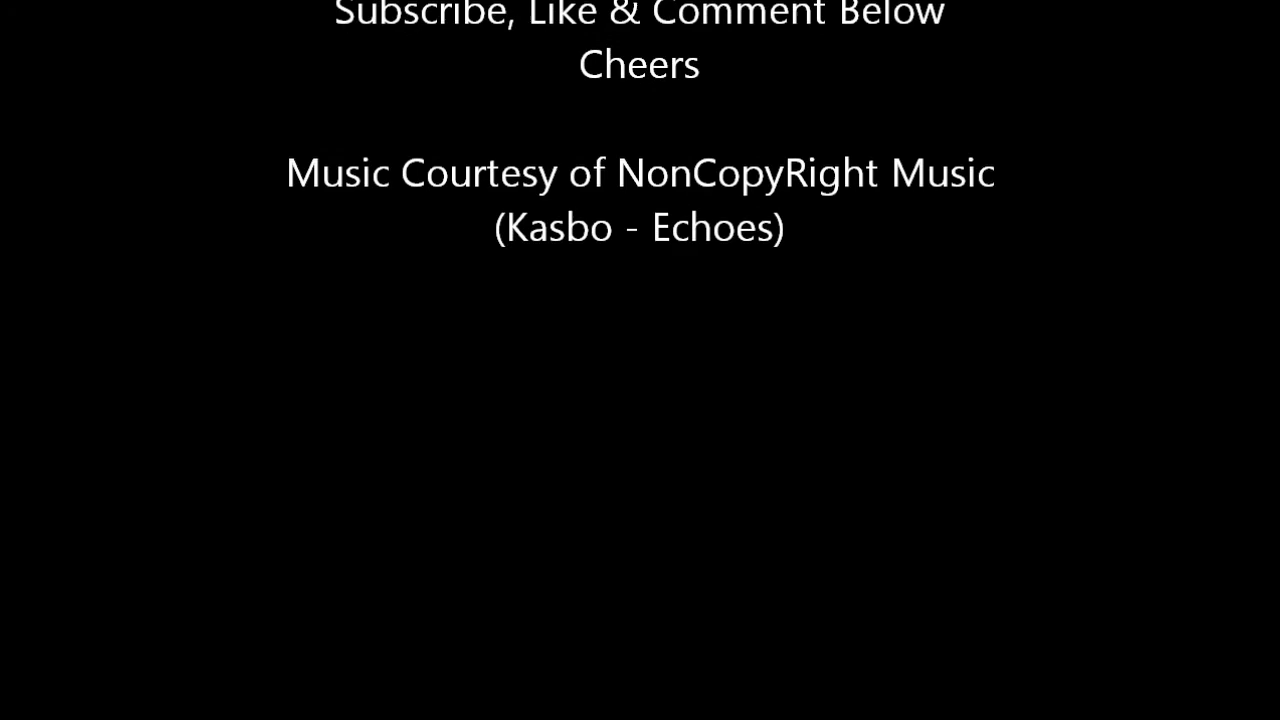 Subscribe, Like & Comment Below
Cheers
Music Courtesy of NonCopyRight Music
(Kasbo - Echoes)